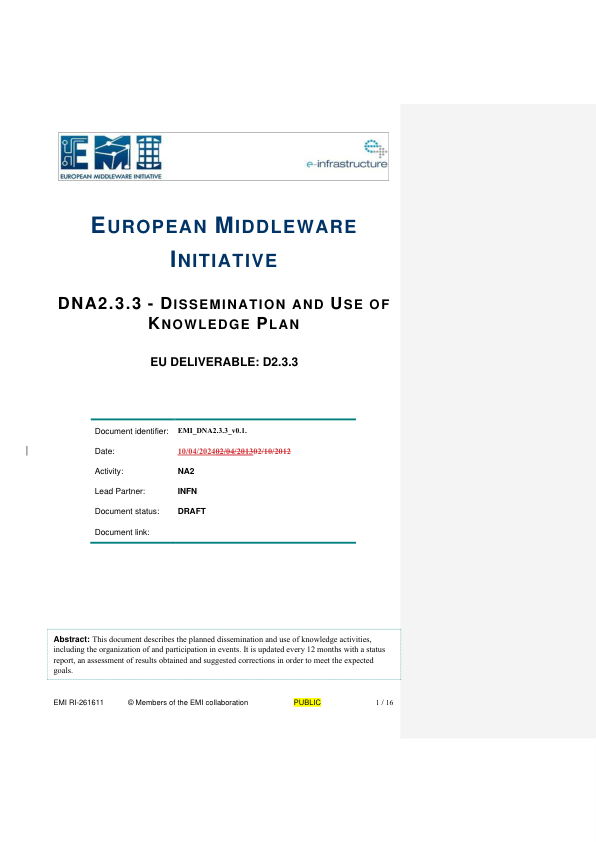 EMI
EUROPEAN MIDDLEWARE INITIATIVE
e-infrastructure
EUROPEAN MIDDLEWARE
INITIATIVE
DNA2.3.3 - DISSEMINATION AND USE OF
KNOWLEDGE PLAN
EU DELIVERABLE: D2.3.3
Document identifier: EMI_DNA2.3.3_v0.1.
Date: 10/04/202402/04/201302/10/2012
Activity: NA2
Lead Partner: INFN
Document status: DRAFT
Document link:
Abstract: This document describes the planned dissemination and use of knowledge activities,
including the organization of and participation in events. It is updated every 12 months with a status
report, an assessment of results obtained and suggested corrections in order to meet the expected
goals.
EMI RI-261611 © Members of the EMI collaboration PUBLIC 1 / 16